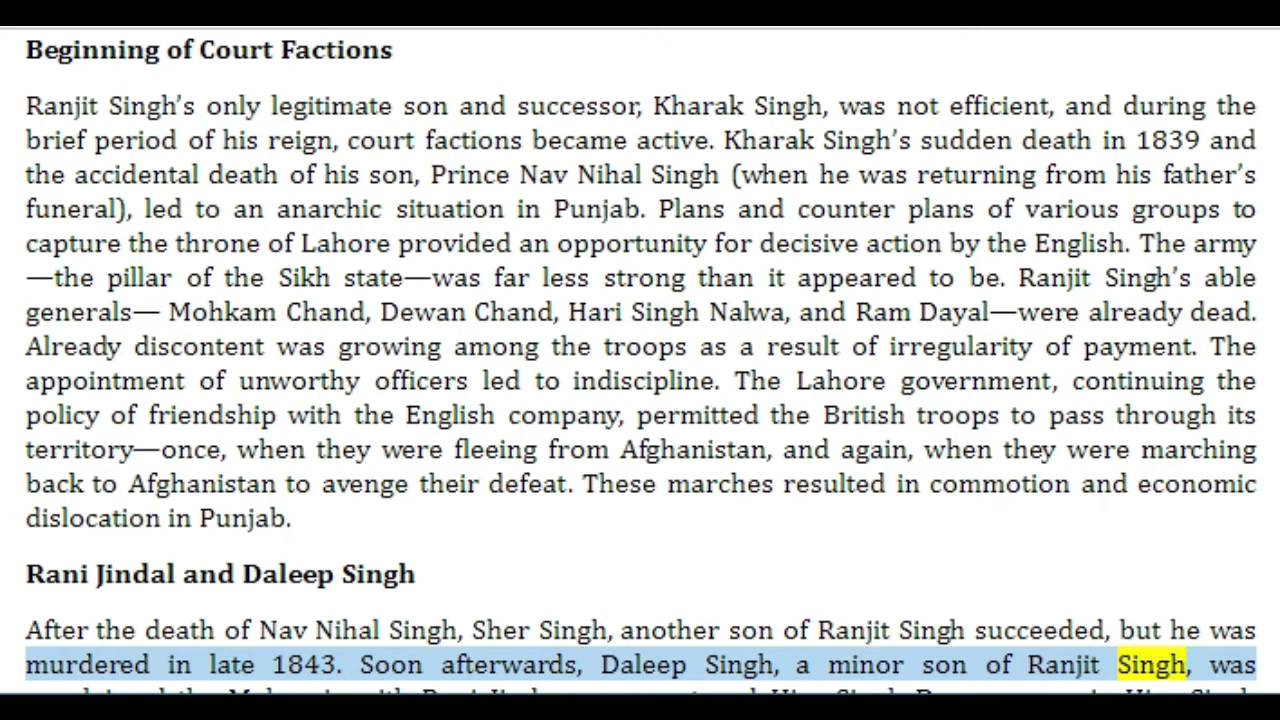 Beginning of Court Factions
Ranjit Singh’s only legitimate son and successor, Kharak Singh, was not efficient, and during the
brief period of his reign, court factions became active. Kharak Singh’s sudden death in 1839 and
the accidental death of his son, Prince Nav Nihal Singh (when he was returning from his father’s
funeral), led to an anarchic situation in Punjab. Plans and counter plans of various groups to
capture the throne of Lahore provided an opportunity for decisive action by the English. The army
—the pillar of the Sikh state—was far less strong than it appeared to be. Ranjit Singh’s able
generals— Mohkam Chand, Dewan Chand, Hari Singh Nalwa, and Ram Dayal—were already dead.
Already discontent was growing among the troops as a result of irregularity of payment. The
appointment of unworthy officers led to indiscipline. The Lahore government, continuing the
policy of friendship with the English company, permitted the British troops to pass through its
territory—once, when they were fleeing from Afghanistan, and again, when they were marching
back to Afghanistan to avenge their defeat. These marches resulted in commotion and economic
dislocation in Punjab.
Rani Jindal and Daleep Singh
After the death of Nav Nihal Singh, Sher Singh, another son of Ranjit Singh succeeded, but he was
murdered in late 1843. Soon afterwards, Daleep Singh, a minor son of Ranjit Singh, was